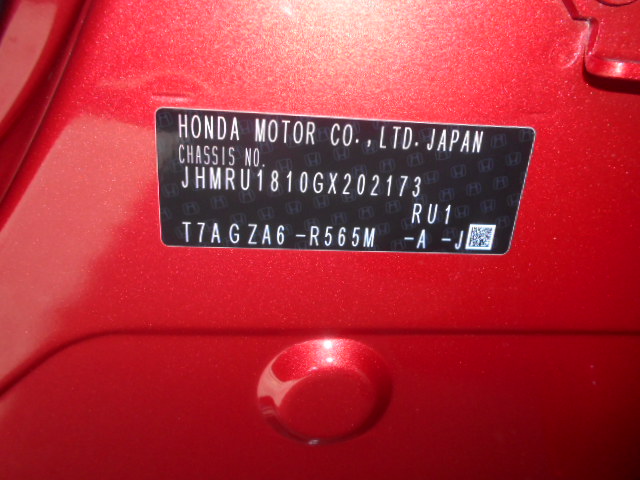 HONDA MOTOR CO.,LTD.JAPAN
CHASSIS NO.
JHMRU1810GX202173
RU1
T7AGZA6-R565M -A -J